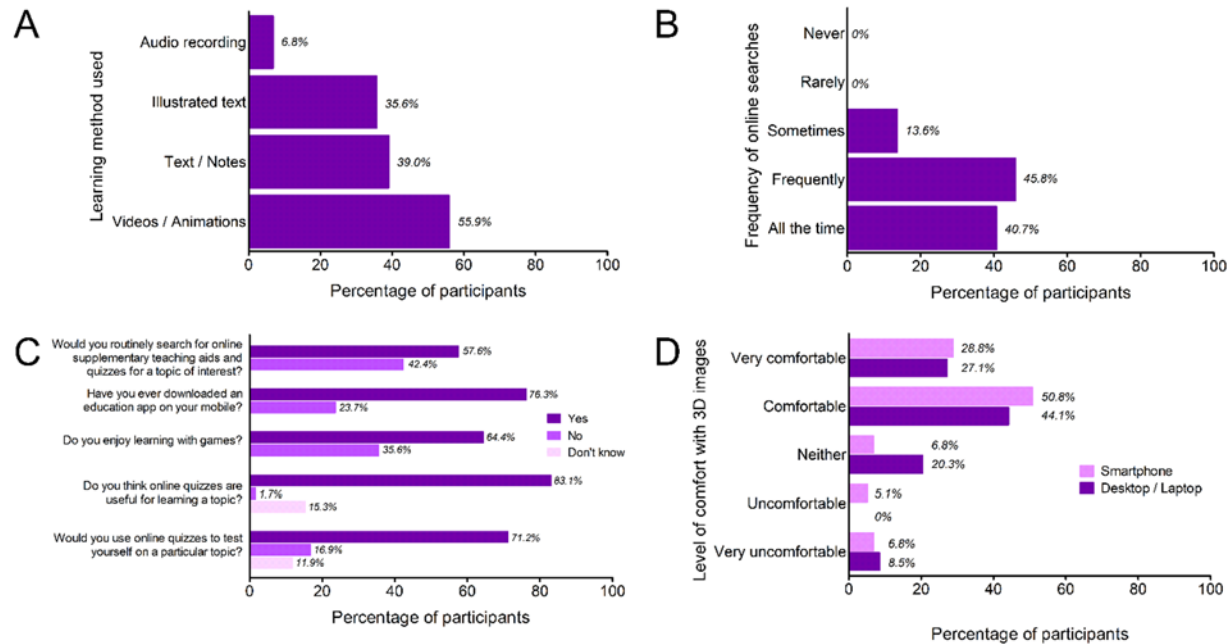 A
Learning method used
Audio recording
6.8%
Illustrated text
35.6%
Text / Notes
39.0%
Videos / Animations
55.9%
0 20 40 60 80 100
Percentage of participants
B
Frequency of online searches
Never
0%
Rarely
0%
Sometimes
13.6%
Frequently
45.8%
All the time
40.7%
0 20 40 60 80 100
Percentage of participants
C
Would you routinely search for online
supplementary teaching aids and
quizzes for a topic of interest?
57.6%
42.4%
Have you ever downloaded an
education app on your mobile?
76.3%
23.7%
Do you enjoy learning with games?
64.4%
35.6%
Do you think online quizzes are
useful for learning a topic?
83.1%
1.7%
15.3%
Would you use online quizzes to test
yourself on a particular topic?
71.2%
16.9%
11.9%
Yes
No
Don't know
0 20 40 60 80 100
Percentage of participants
D
Level of comfort with 3D images
Very comfortable
28.8%
27.1%
Comfortable
50.8%
44.1%
Neither
6.8%
20.3%
Uncomfortable
5.1%
0%
Very uncomfortable
6.8%
8.5%
Smartphone
Desktop / Laptop
0 20 40 60 80 100
Percentage of participants